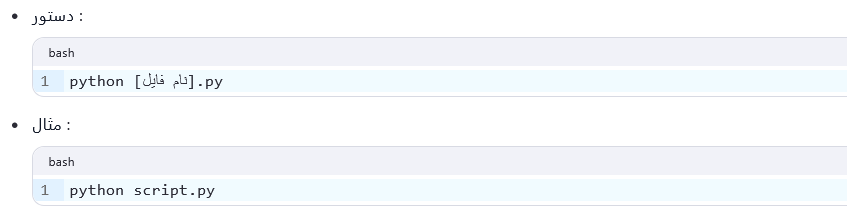 • دستور :
bash
1 python [نام فایل].py
• مثال :
bash
1 python script.py